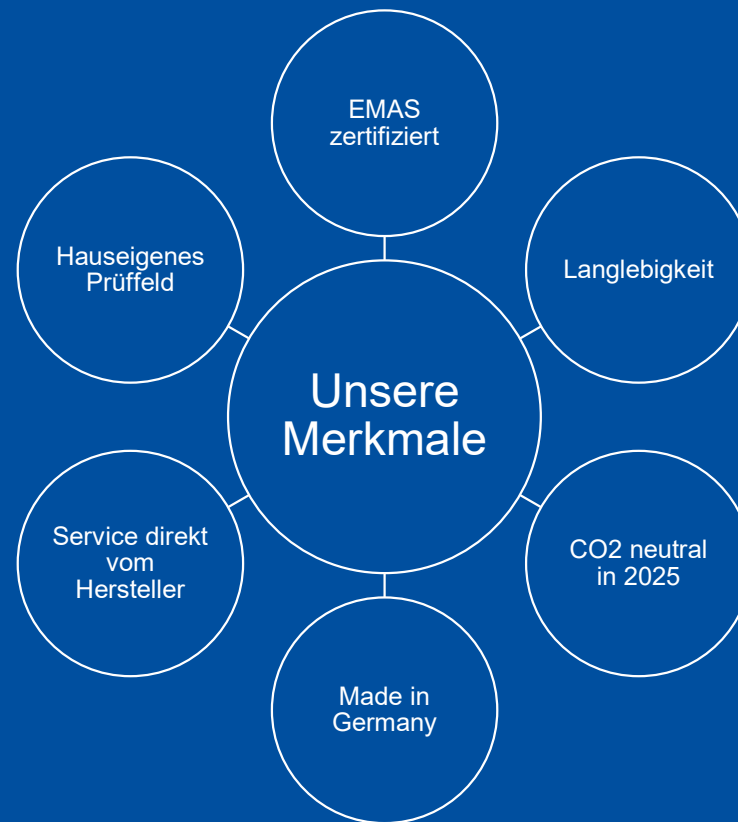 EMAS
zertifiziert
Hauseigenes
Prüffeld
Langlebigkeit
Unsere
Merkmale
Service direkt
vom
Hersteller
CO2 neutral
in 2025
Made in
Germany